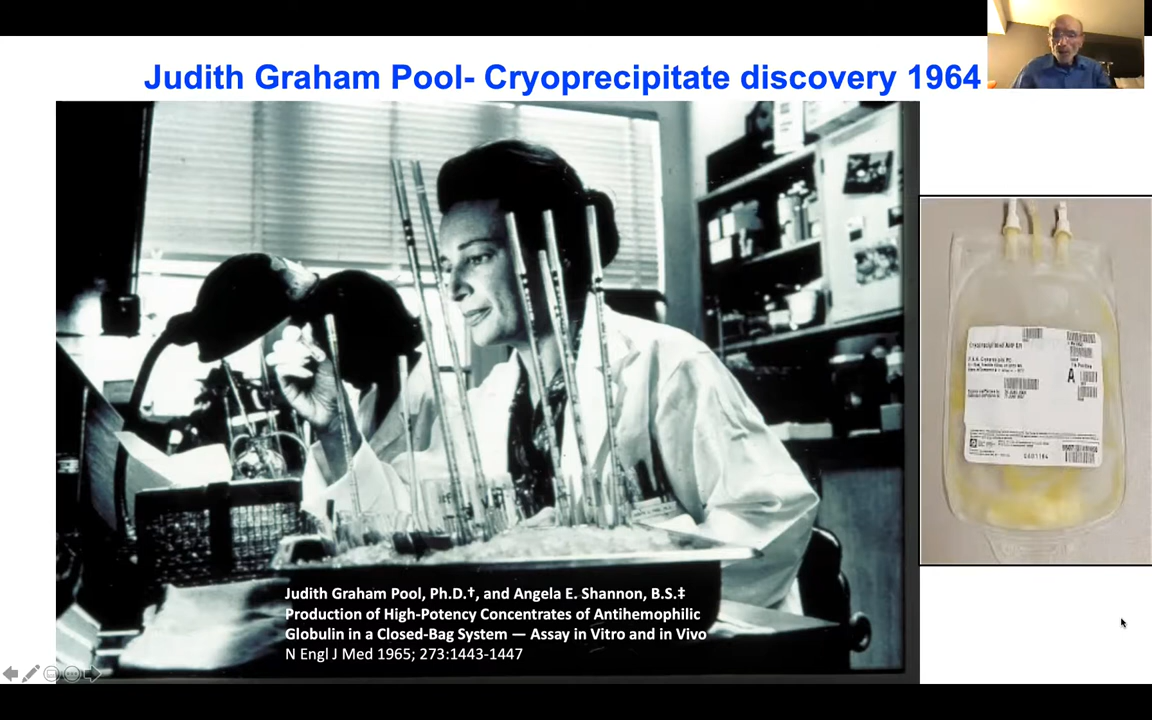 Judith Graham Pool- Cryoprecipitate discovery 1964
Judith Graham Pool, Ph.D.†, and Angela E. Shannon, B.S.‡
Production of High-Potency Concentrates of Antihemophilic
Globulin in a Closed-Bag System — Assay in Vitro and in Vivo
N Engl J Med 1965; 273:1443-1447
A